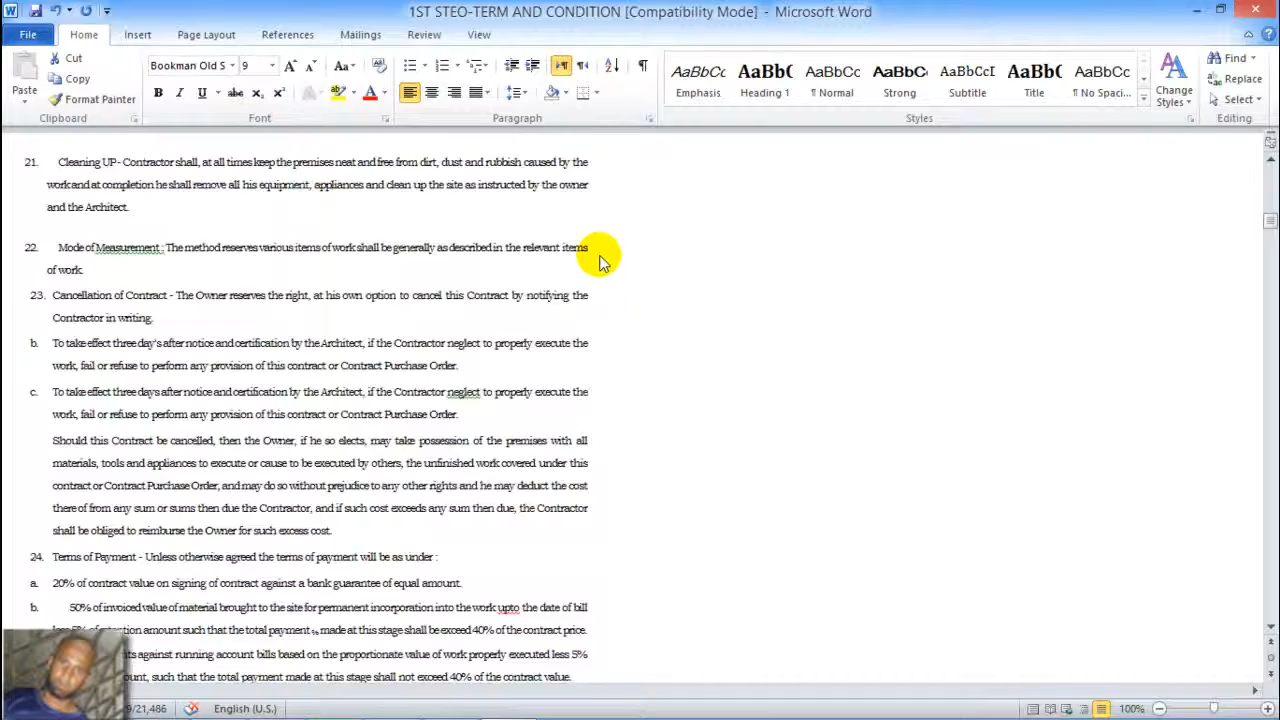 1ST STEO-TERM AND CONDITION [Compatibility Mode] - Microsoft Word
File Home Insert Page Layout References Mailings Review View
Cut
Copy
Format Painter
Paste
Clipboard
Bookman Old S 9
Font
Paragraph
AaBbCc AaBb( AaBbCc AaBbCc AaBbCcI AaBb( AaBbCc
Emphasis Heading 1 ¶ Normal Strong Subtitle Title ¶ No Spaci...
Change Styles
Styles
Find
Replace
Select
Editing
21. Cleaning UP- Contractor shall, at all times keep the premises neat and free from dirt, dust and rubbish caused by the
work and at completion he shall remove all his equipment, appliances and clean up the site as instructed by the owner
and the Architect.
22. Mode of Measurement : The method reserves various items of work shall be generally as described in the relevant items
of work.
23. Cancellation of Contract - The Owner reserves the right, at his own option to cancel this Contract by notifying the
Contractor in writing.
b. To take effect three day's after notice and certification by the Architect, if the Contractor neglect to properly execute the
work, fail or refuse to perform any provision of this contract or Contract Purchase Order.
c. To take effect three days after notice and certification by the Architect, if the Contractor neglect to properly execute the
work, fail or refuse to perform any provision of this contract or Contract Purchase Order.
Should this Contract be cancelled, then the Owner, if he so elects, may take possession of the premises with all
materials, tools and appliances to execute or cause to be executed by others, the unfinished work covered under this
contract or Contract Purchase Order, and may do so without prejudice to any other rights and he may deduct the cost
there of from any sum or sums then due the Contractor, and if such cost exceeds any sum then due, the Contractor
shall be obliged to reimburse the Owner for such excess cost.
24. Terms of Payment - Unless otherwise agreed the terms of payment will be as under :
a. 20% of contract value on signing of contract against a bank guarantee of equal amount.
b. 50% of invoiced value of material brought to the site for permanent incorporation into the work upto the date of bill
less 5% of retention amount such that the total payment % made at this stage shall be exceed 40% of the contract price.
against running account bills based on the proportionate value of work properly executed less 5%
such that the total payment made at this stage shall not exceed 40% of the contract value.
9/21,486 English (U.S.) 100%